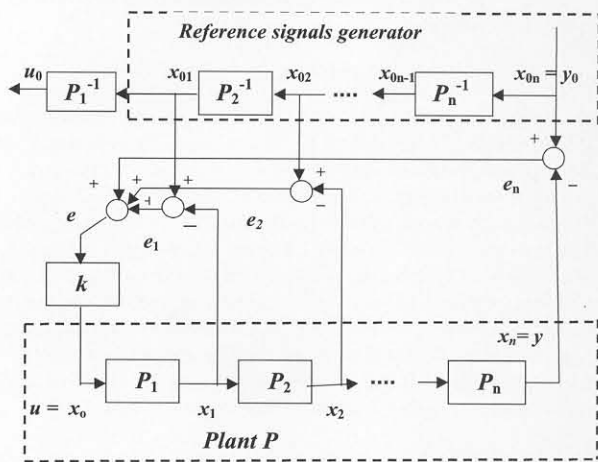 Reference signals generator
u₀ P₁⁻¹ x₀₁ P₂⁻¹ x₀₂ .... x₀ₙ₋₁ Pₙ⁻¹ x₀ₙ = y₀
+
+ + + + eₙ –
e + – e₂ –
e₁
k
xₙ = y
P₁ P₂ .... Pₙ
u = xₒ x₁ x₂
Plant P